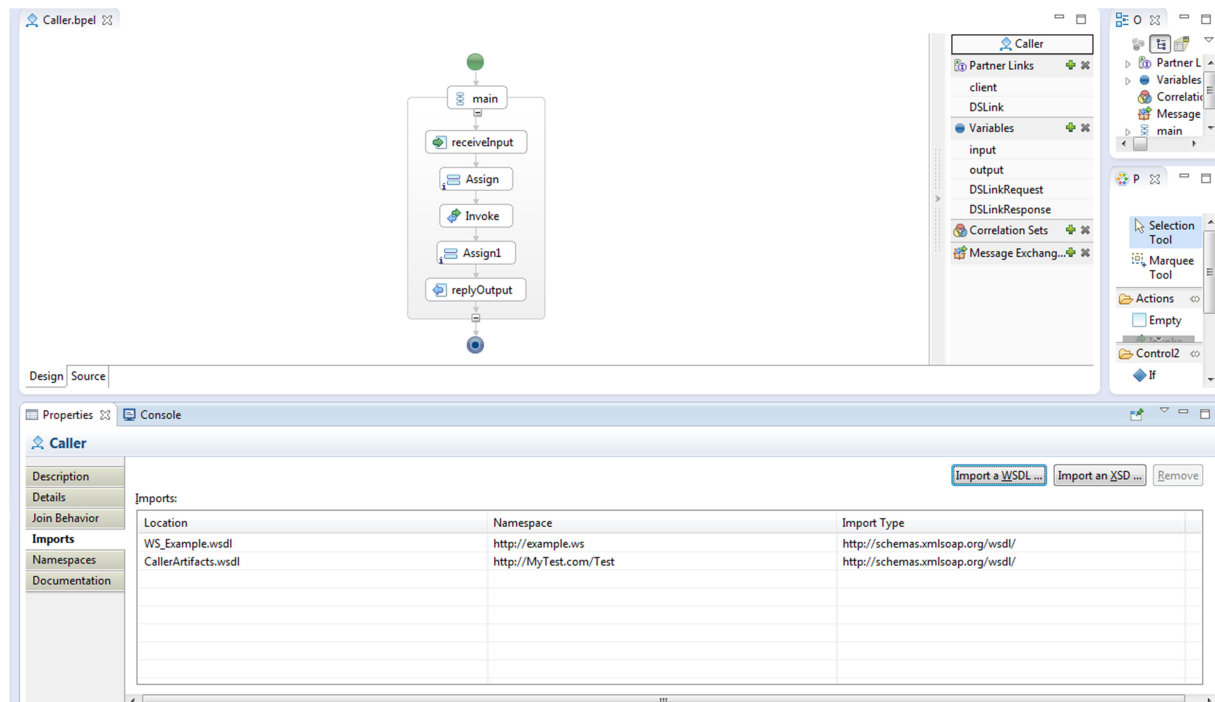 Caller.bpel
main
receiveInput
Assign
Invoke
Assign1
replyOutput
Design Source
Caller
Partner Links
client
DSLink
Variables
input
output
DSLinkRequest
DSLinkResponse
Correlation Sets
Message Exchang...
O
Partner L
Variables
Correlatic
Message
main
P
Selection
Tool
Marquee
Tool
Actions
Empty
Control2
If
Properties Console
Caller
Description
Details
Join Behavior
Imports
Namespaces
Documentation
Import a WSDL ... Import an XSD ... Remove
Imports:
Location Namespace Import Type
WS_Example.wsdl http://example.ws http://schemas.xmlsoap.org/wsdl/
CallerArtifacts.wsdl http://MyTest.com/Test http://schemas.xmlsoap.org/wsdl/